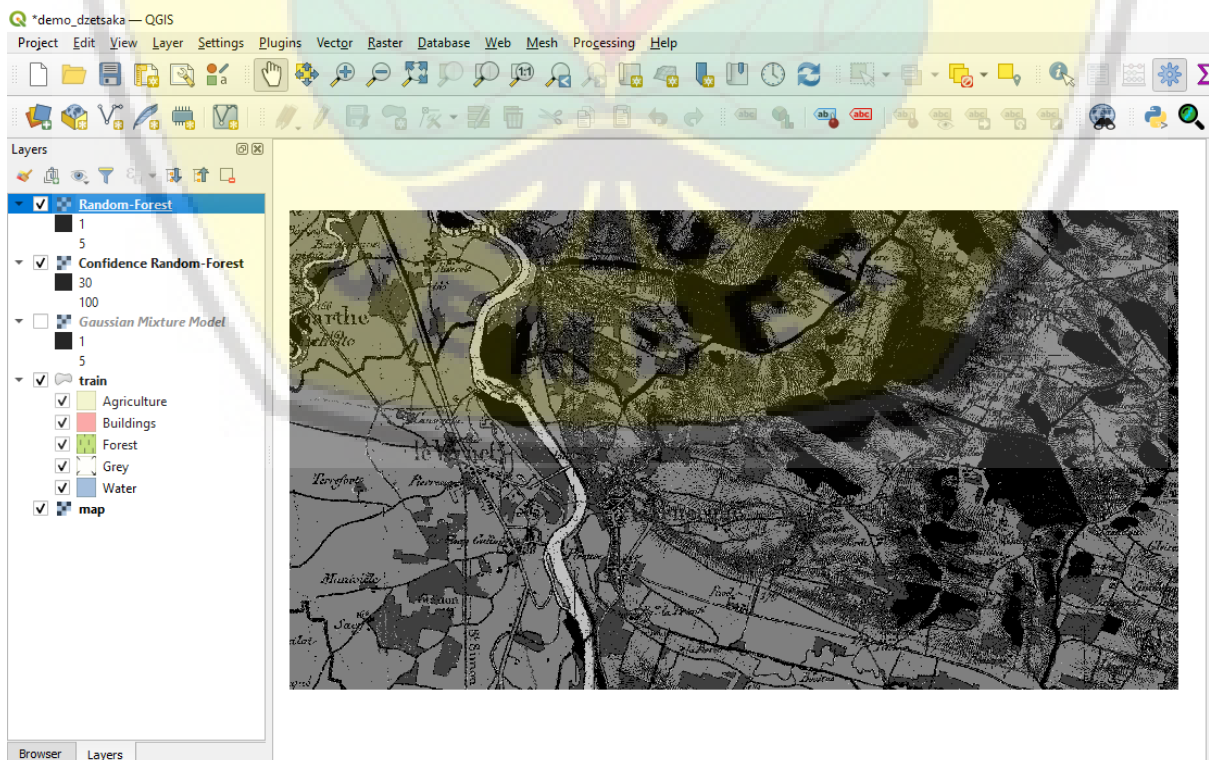 *demo_dzetsaka — QGIS
Project Edit View Layer Settings Plugins Vector Raster Database Web Mesh Processing Help
Layers
Random-Forest
1
5
Confidence Random-Forest
30
100
Gaussian Mixture Model
1
5
train
Agriculture
Buildings
Forest
Grey
Water
map
Browser Layers